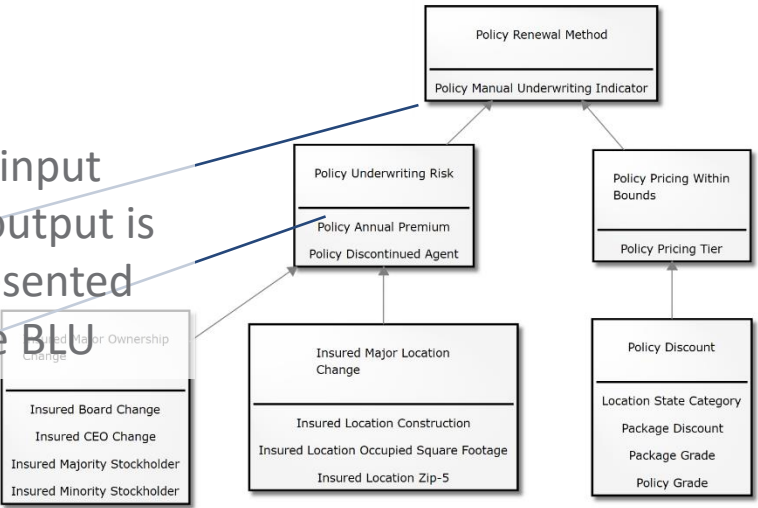 Policy Renewal Method
Policy Manual Underwriting Indicator
input
output is
sented
e BLU
Policy Underwriting Risk
Policy Annual Premium
Policy Discontinued Agent
Policy Pricing Within
Bounds
Policy Pricing Tier
Insured Major Ownership
Change
Insured Board Change
Insured CEO Change
Insured Majority Stockholder
Insured Minority Stockholder
Insured Major Location
Change
Insured Location Construction
Insured Location Occupied Square Footage
Insured Location Zip-5
Policy Discount
Location State Category
Package Discount
Package Grade
Policy Grade